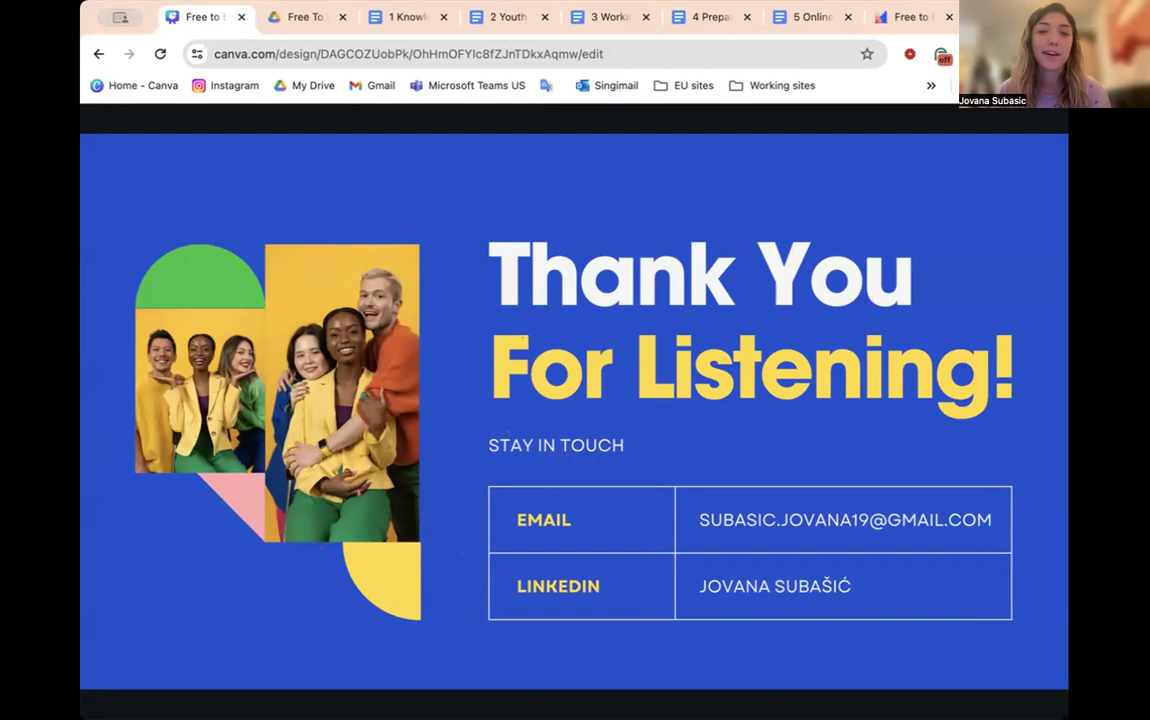 Free to
Free To
1 Knowl
2 Youth
3 Worki
4 Prepa
5 Online
Free to
canva.com/design/DAGCOZUobPk/OhHmOFYIc8fZJnTDkxAqmw/edit
off
Home - Canva
Instagram
My Drive
Gmail
Microsoft Teams US
Singimail
EU sites
Working sites
Jovana Subasic
Thank You
For Listening!
STAY IN TOUCH
EMAIL
SUBASIC.JOVANA19@GMAIL.COM
LINKEDIN
JOVANA SUBAŠIĆ